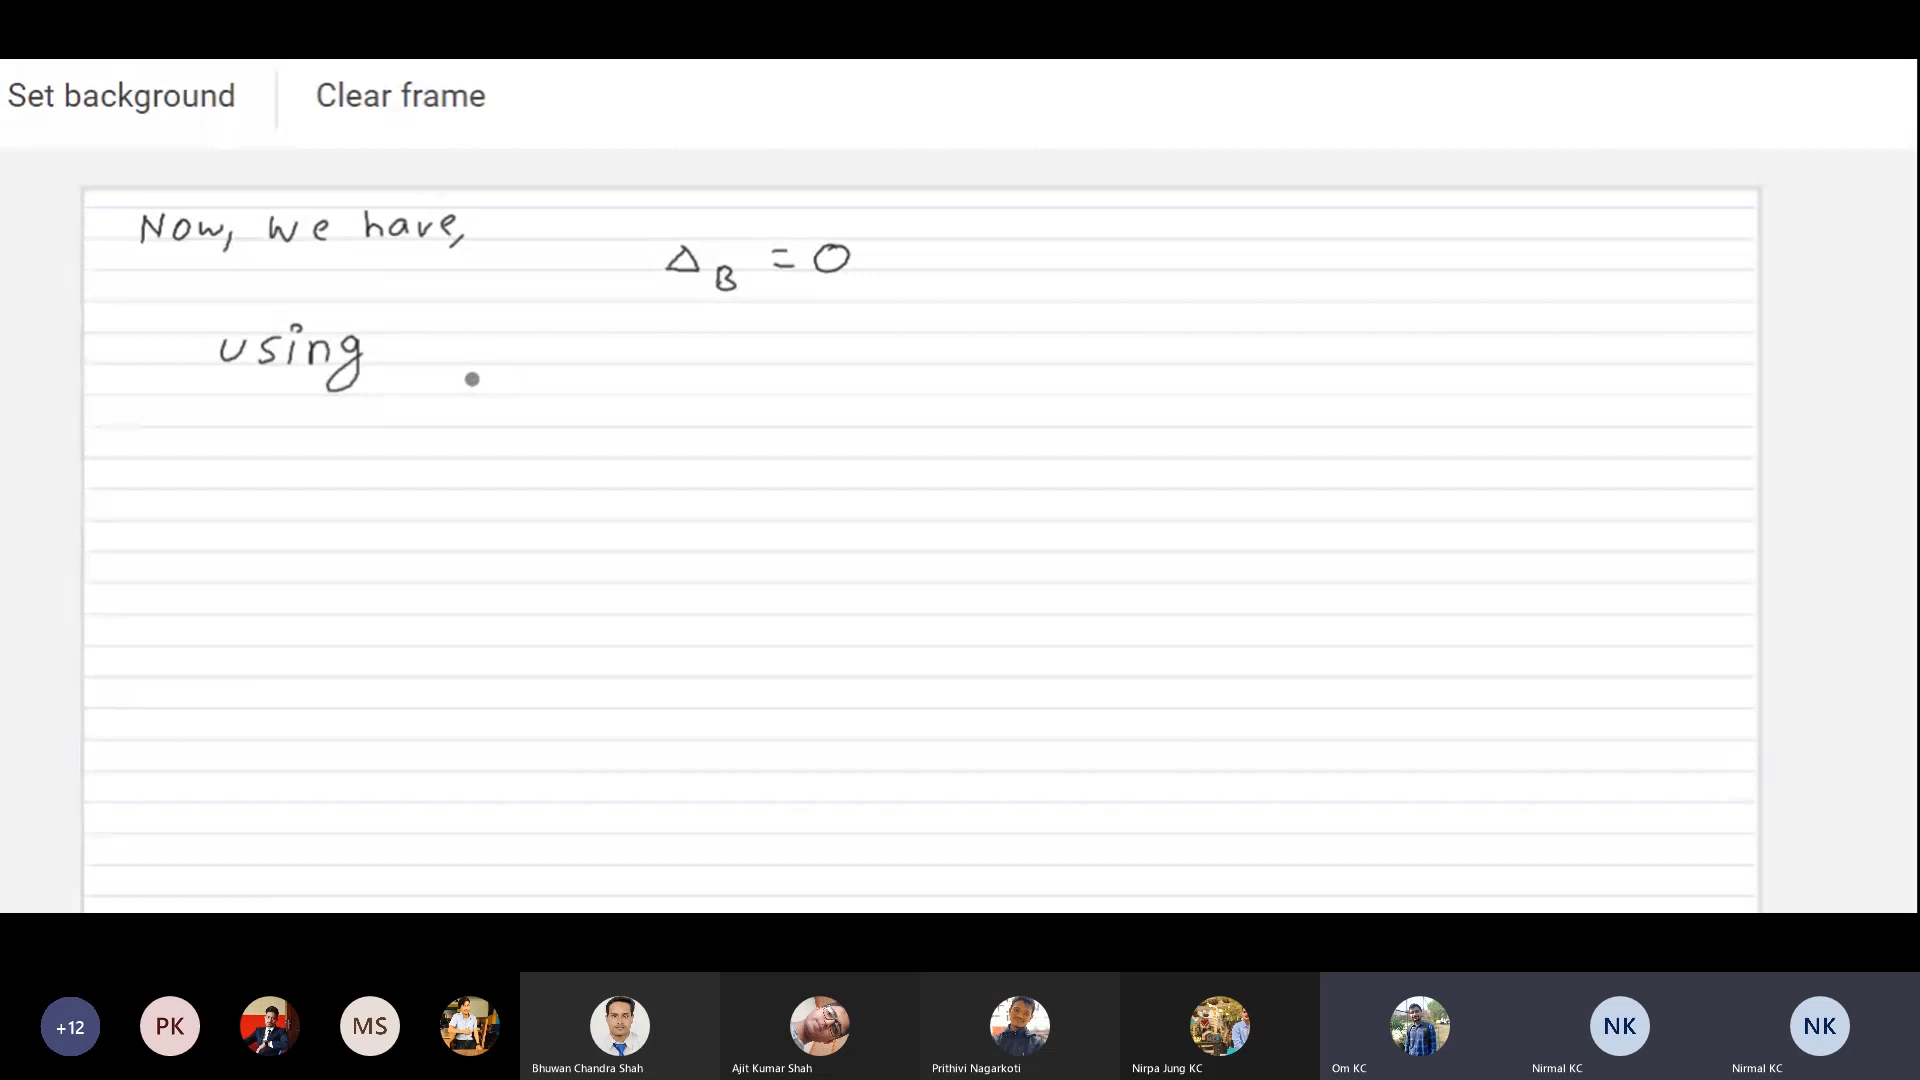 Set background
Clear frame
Now, we have,
Δ_B = 0
using
+12
PK
MS
NK
NK
Bhuwan Chandra Shah
Ajit Kumar Shah
Prithivi Nagarkoti
Nirpa Jung KC
Om KC
Nirmal KC
Nirmal KC